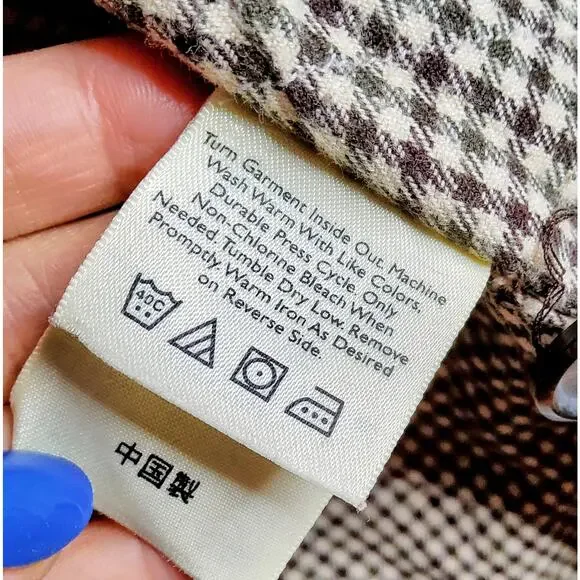 Turn Garment Inside Out. Machine
Wash Warm With Like Colors,
Durable Press Cycle. Only
Non-Chlorine Bleach When
Needed. Tumble Dry Low. Remove
Promptly. Warm Iron As Desired
on Reverse Side.
40C
中国製